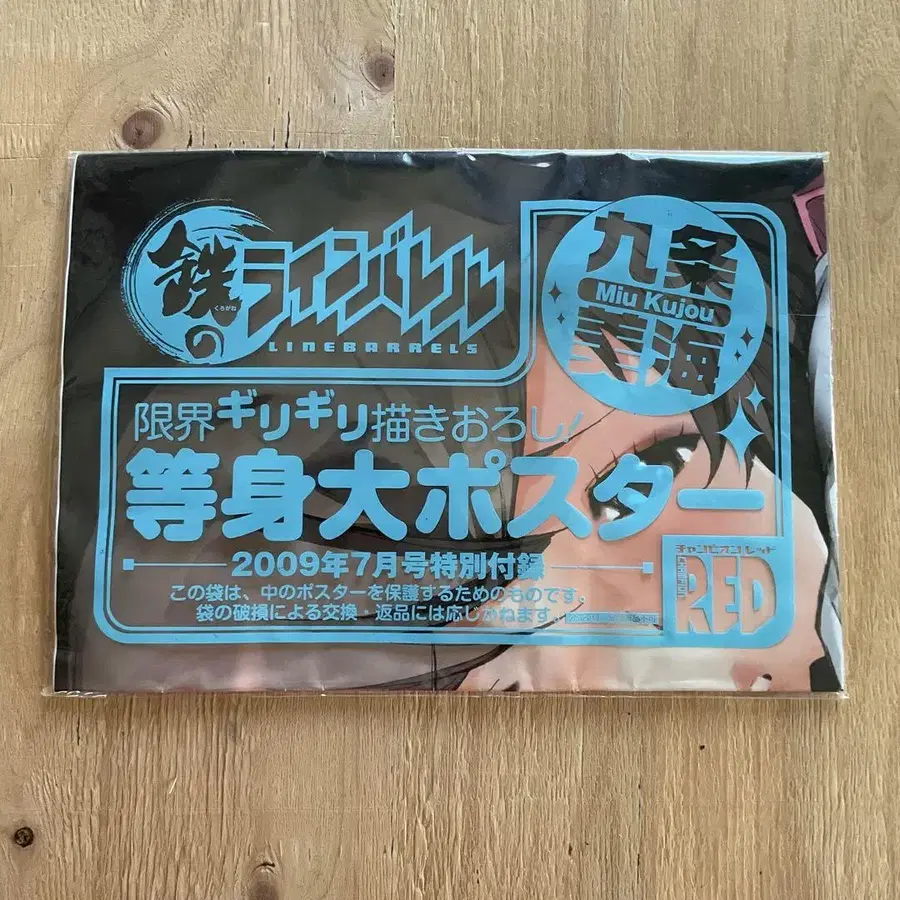 鉄のラインバレル
くろがね
LINEBARRELS
九条
Miu Kujou
美海
限界ギリギリ描きおろし!
等身大ポスター
2009年7月号特別付録
この袋は、中のポスターを保護するためのものです。
袋の破損による交換・返品には応じかねます。
チャンピオンレッド
CHAMPION
RED